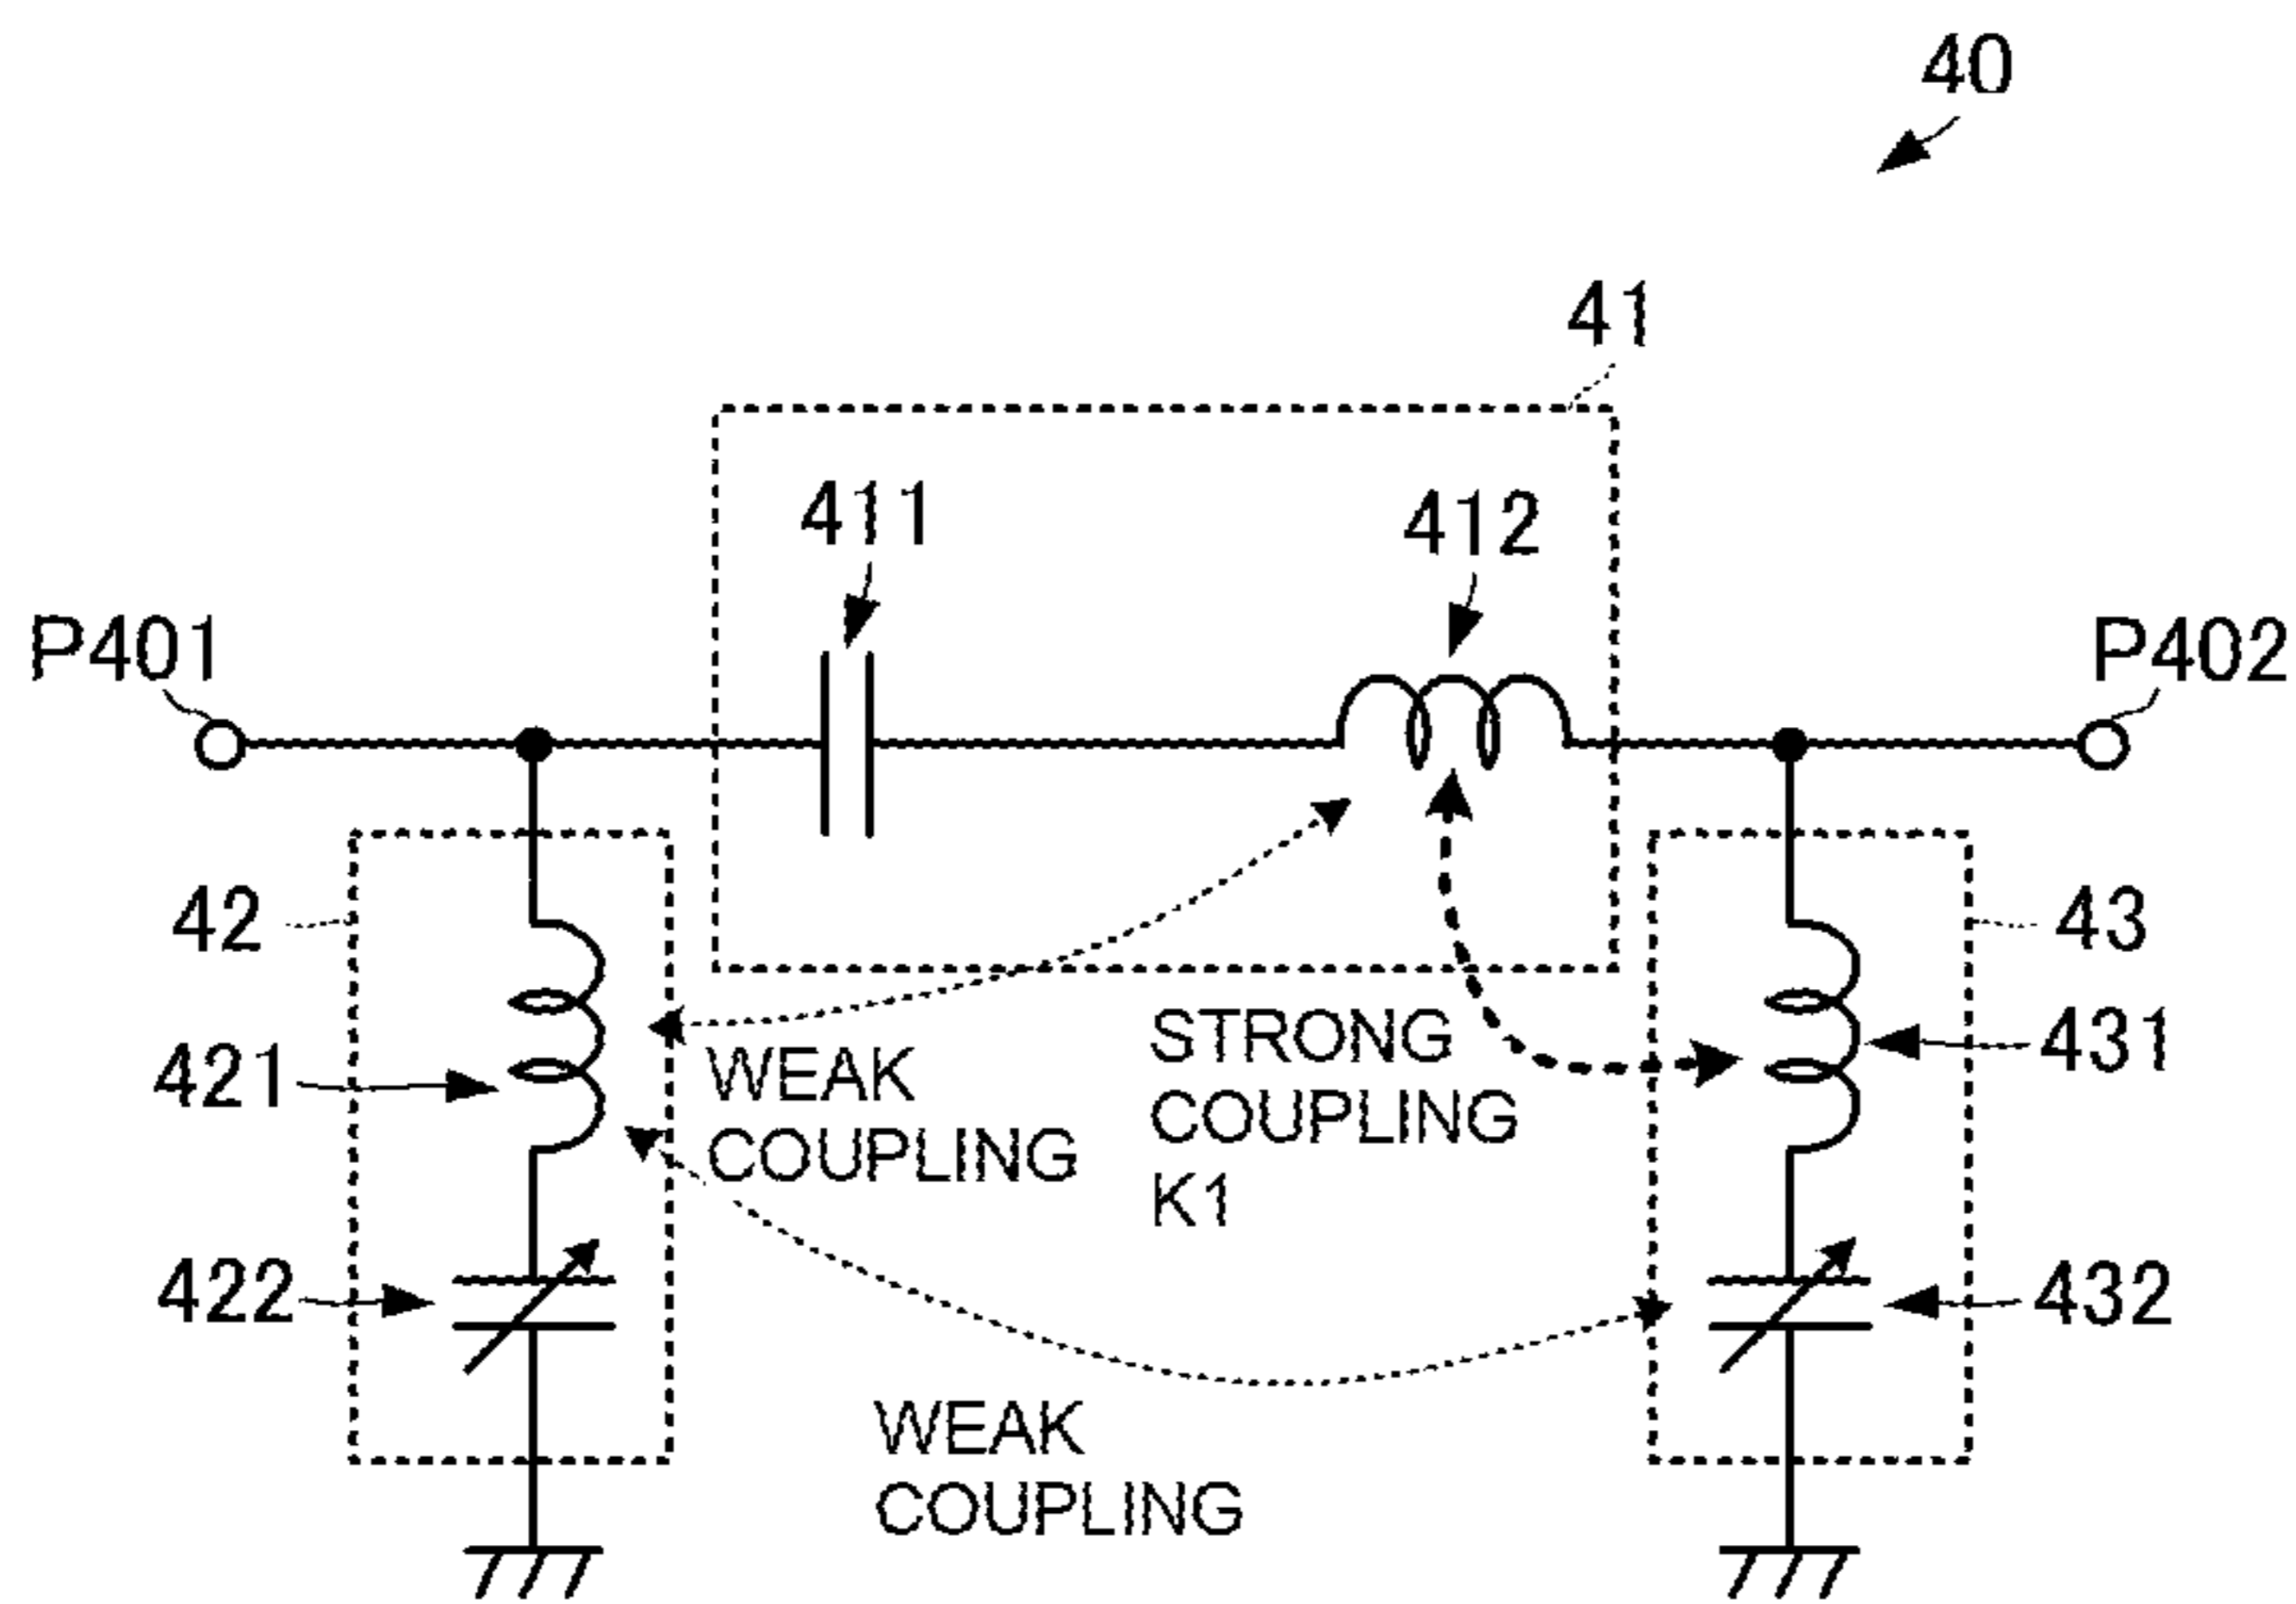 40
41
411
412
P401
P402
42
43
421
431
WEAK
COUPLING
STRONG
COUPLING
K1
422
432
WEAK
COUPLING